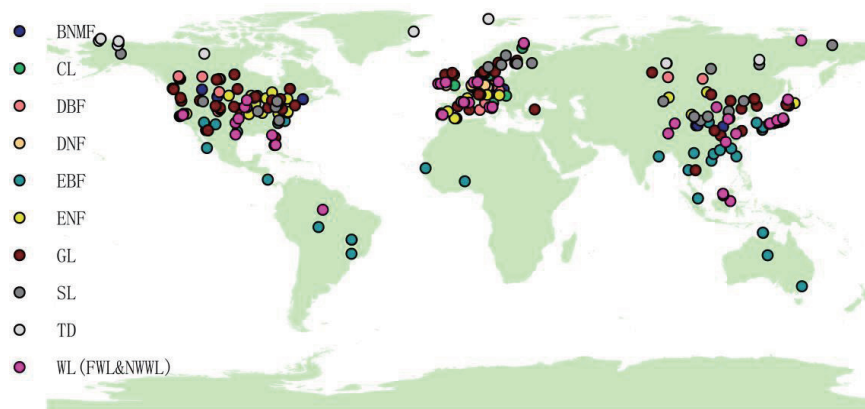 BNMF
CL
DBF
DNF
EBF
ENF
GL
SL
TD
WL(FWL&NWWL)